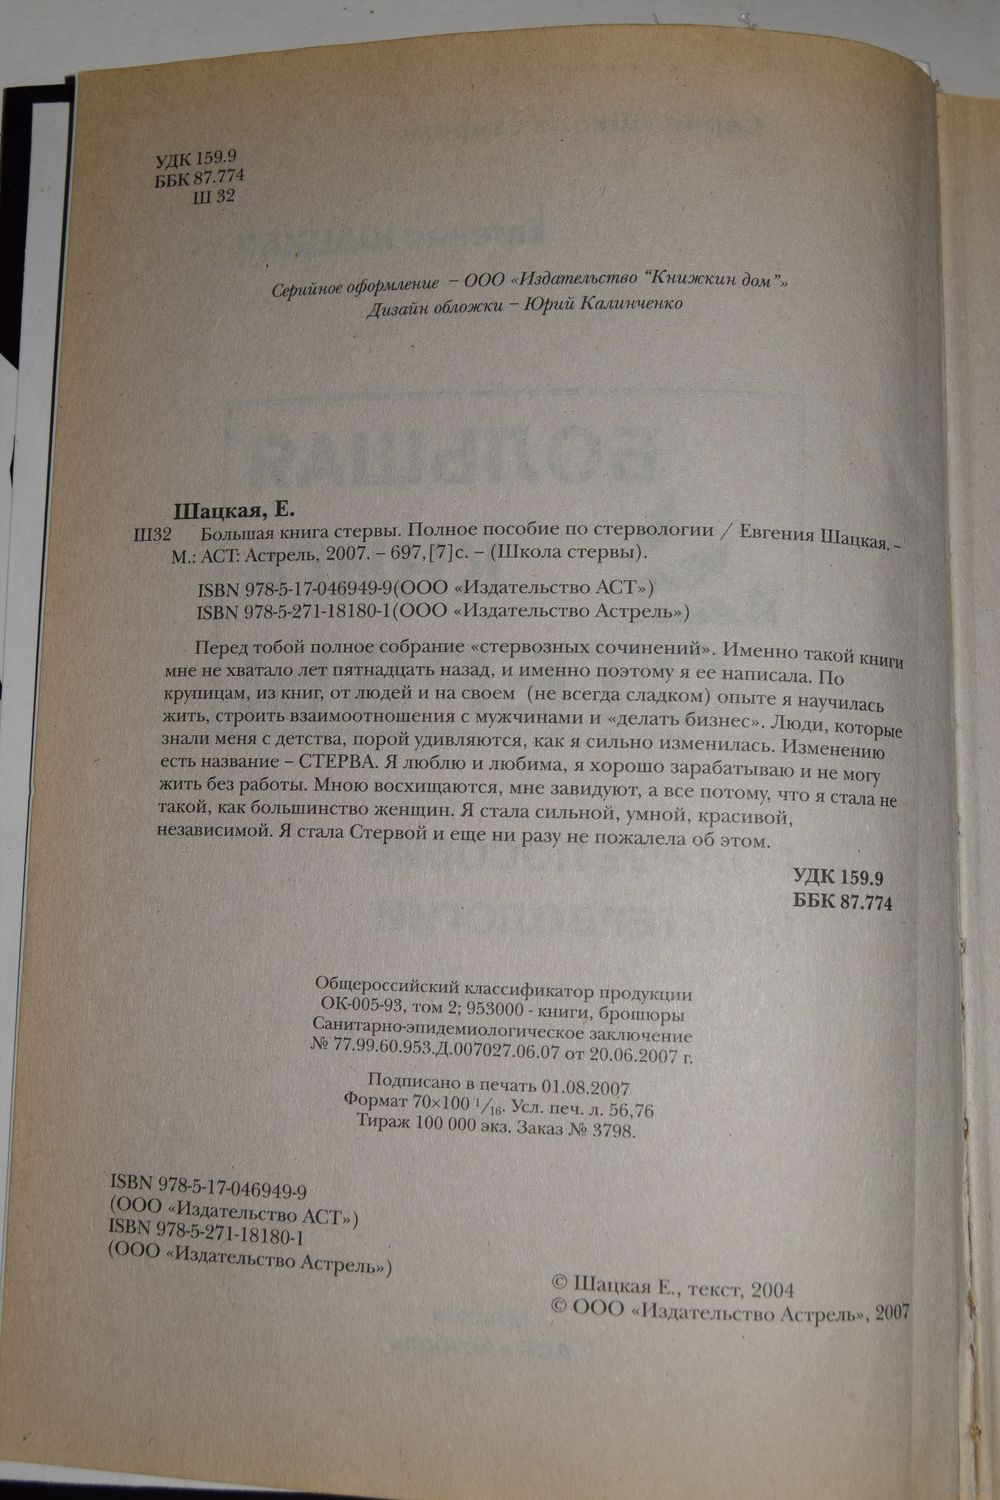 УДК 159.9
ББК 87.774
Ш 32
Серийное оформление – ООО «Издательство “Книжкин дом”»
Дизайн обложки – Юрий Калинченко
БОЛЬШАЯ
Шацкая, Е.
Ш32 Большая книга стервы. Полное пособие по стервологии / Евгения Шацкая. –
М.: АСТ: Астрель, 2007. – 697,[7]с. – (Школа стервы).
ISBN 978-5-17-046949-9(ООО «Издательство АСТ»)
ISBN 978-5-271-18180-1(ООО «Издательство Астрель»)
Перед тобой полное собрание «стервозных сочинений». Именно такой книги
мне не хватало лет пятнадцать назад, и именно поэтому я ее написала. По
крупицам, из книг, от людей и на своем (не всегда сладком) опыте я научилась
жить, строить взаимоотношения с мужчинами и «делать бизнес». Люди, которые
знали меня с детства, порой удивляются, как я сильно изменилась. Изменению
есть название – СТЕРВА. Я люблю и любима, я хорошо зарабатываю и не могу
жить без работы. Мною восхищаются, мне завидуют, а все потому, что я стала не
такой, как большинство женщин. Я стала сильной, умной, красивой,
независимой. Я стала Стервой и еще ни разу не пожалела об этом.
УДК 159.9
ББК 87.774
Общероссийский классификатор продукции
ОК-005-93, том 2; 953000 - книги, брошюры
Санитарно-эпидемиологическое заключение
№ 77.99.60.953.Д.007027.06.07 от 20.06.2007 г.
Подписано в печать 01.08.2007
Формат 70×100 1/16. Усл. печ. л. 56,76
Тираж 100 000 экз. Заказ № 3798.
ISBN 978-5-17-046949-9
(ООО «Издательство АСТ»)
ISBN 978-5-271-18180-1
(ООО «Издательство Астрель»)
© Шацкая Е., текст, 2004
© ООО «Издательство Астрель», 2007